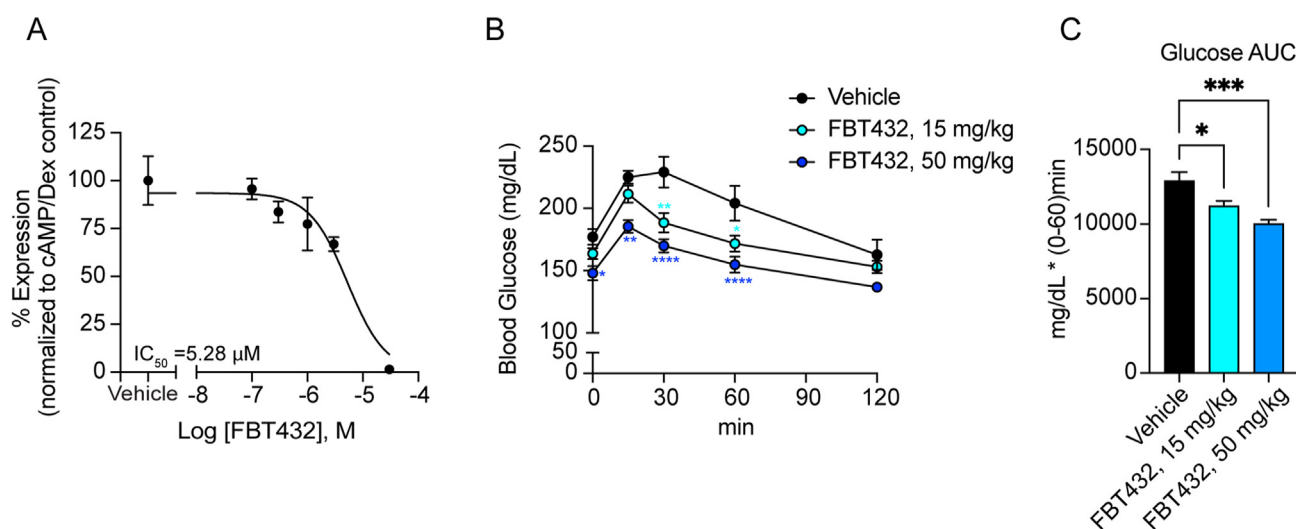 A
% Expression
(normalized to cAMP/Dex control)
125
100
75
50
25
0
IC50 =5.28 µM
Vehicle
-8
-7
-6
-5
-4
Log [FBT432], M
B
Vehicle
FBT432, 15 mg/kg
FBT432, 50 mg/kg
Blood Glucose (mg/dL)
250
200
150
100
50
0
**
*
*
**
****
****
0
30
60
90
120
min
C
Glucose AUC
***
*
mg/dL * (0-60)min
15000
10000
5000
0
Vehicle
FBT432, 15 mg/kg
FBT432, 50 mg/kg